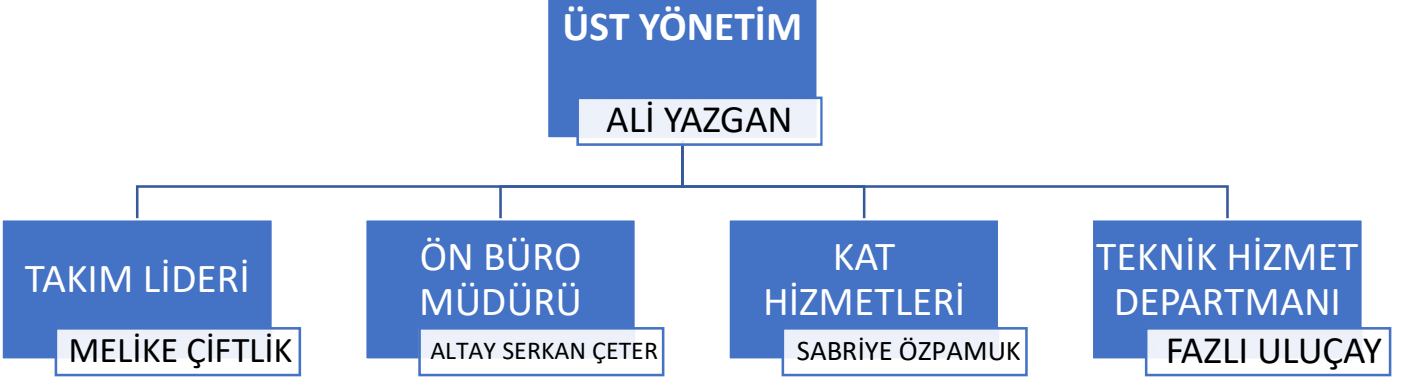 ÜST YÖNETİM
ALİ YAZGAN
TAKIM LİDERİ
MELİKE ÇİFTLİK
ÖN BÜRO
MÜDÜRÜ
ALTAY SERKAN ÇETER
KAT
HİZMETLERİ
SABRİYE ÖZPAMUK
TEKNİK HİZMET
DEPARTMANI
FAZLI ULUÇAY